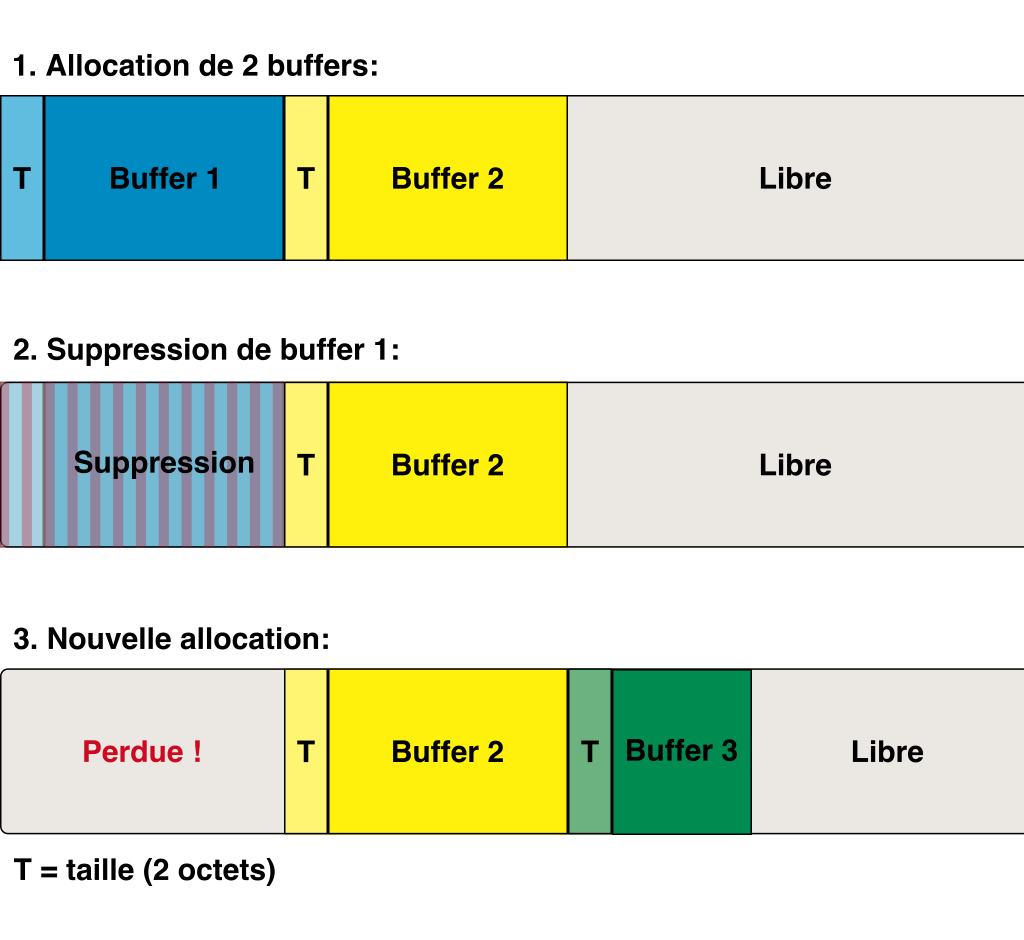 1. Allocation de 2 buffers:
T Buffer 1 T Buffer 2 Libre
2. Suppression de buffer 1:
Suppression T Buffer 2 Libre
3. Nouvelle allocation:
Perdue ! T Buffer 2 T Buffer 3 Libre
T = taille (2 octets)